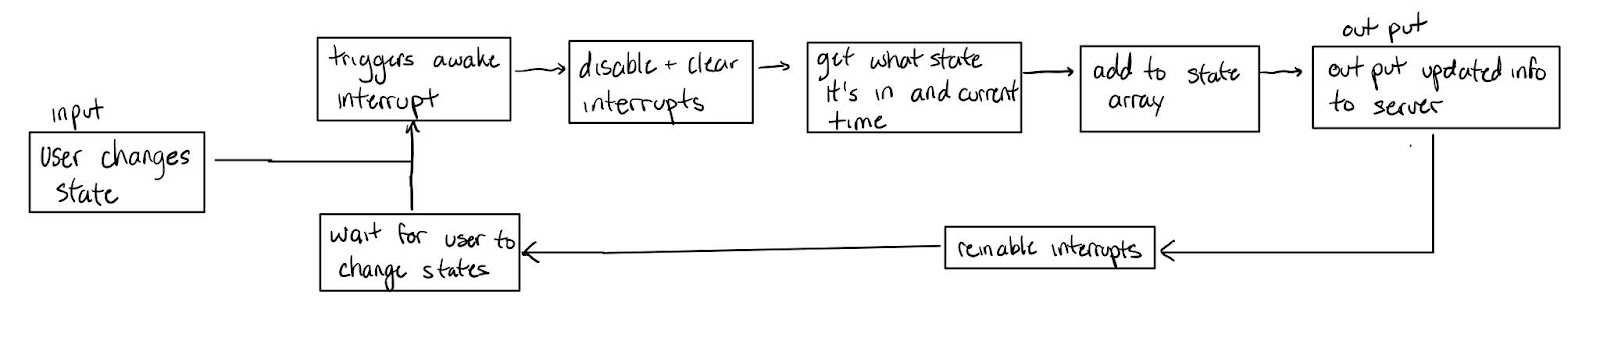 input
user changes
state
triggers awake
interrupt
disable + clear
interrupts
get what state
it's in and current
time
add to state
array
out put
out put updated info
to server
reinable interrupts
wait for user to
change states